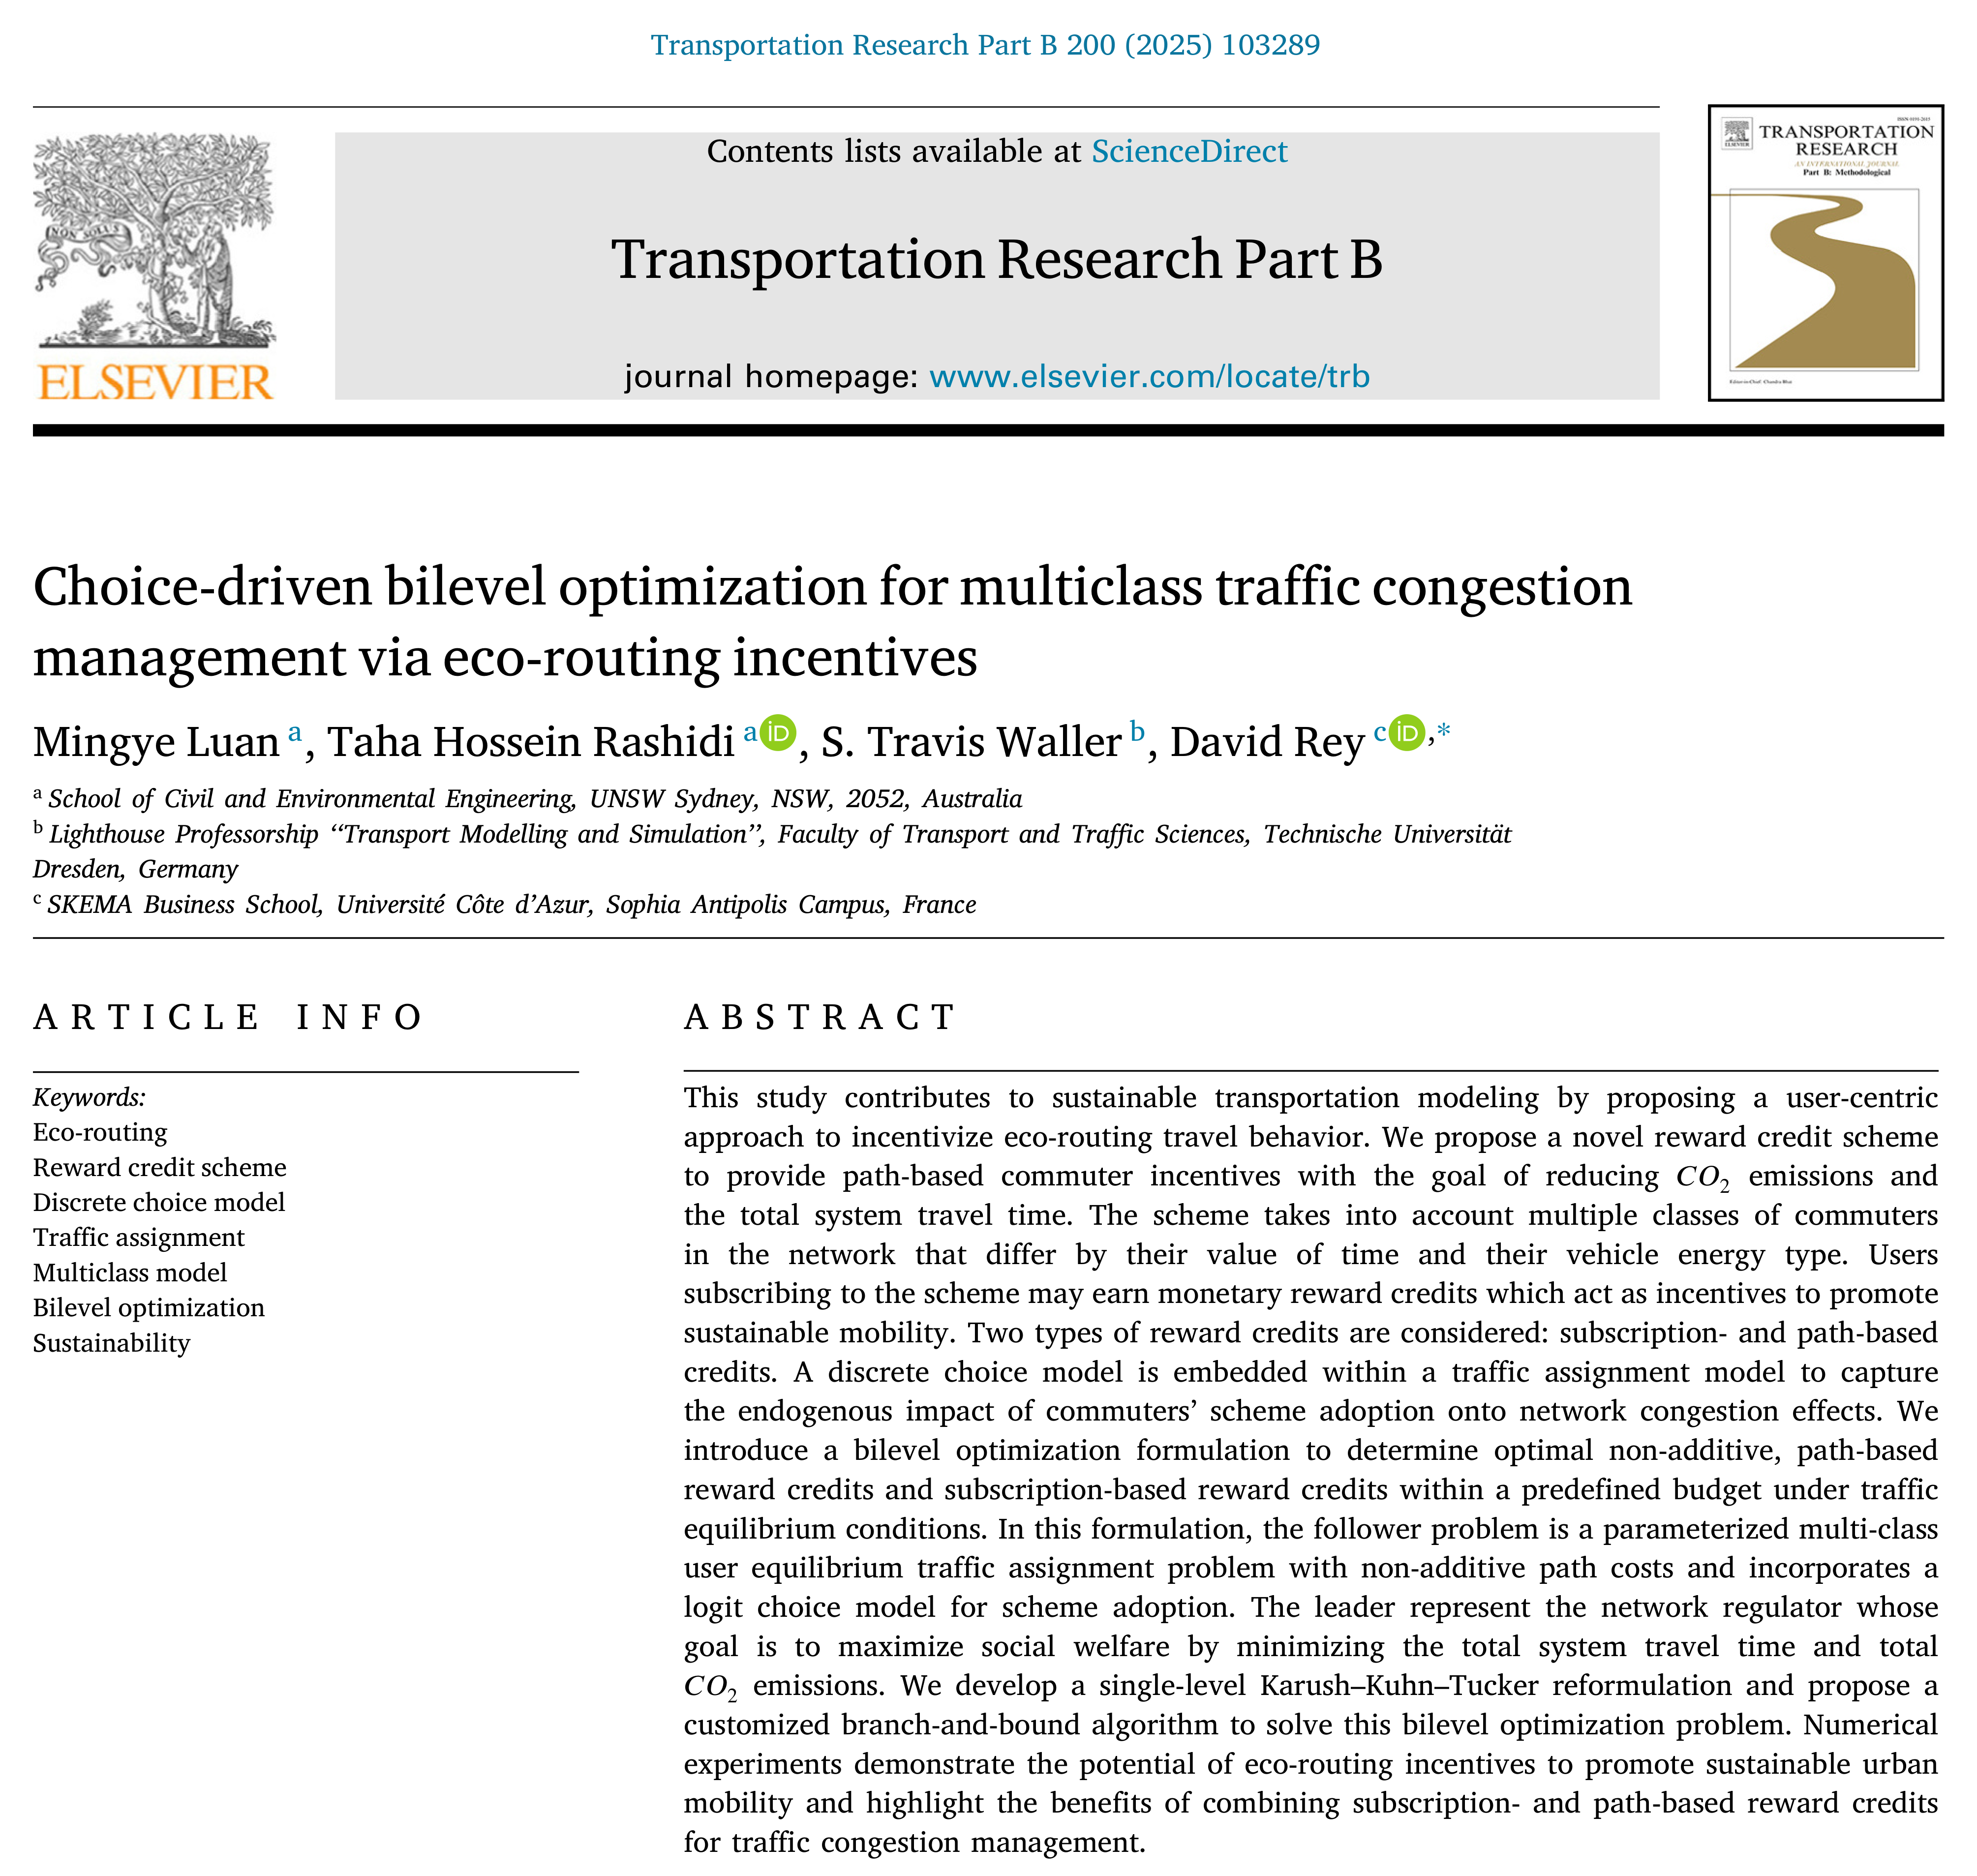 Transportation Research Part B 200 (2025) 103289
Contents lists available at ScienceDirect
Transportation Research Part B
journal homepage: www.elsevier.com/locate/trb
NON SOLUS
ELSEVIER
ISSN 0191-2615
ELSEVIER
TRANSPORTATION
RESEARCH
AN INTERNATIONAL JOURNAL
Part B: Methodological
Editor-in-Chief: Chandra Bhat
Choice-driven bilevel optimization for multiclass traffic congestion
management via eco-routing incentives
Mingye Luan a, Taha Hossein Rashidi a iD, S. Travis Waller b, David Rey c iD,*
a School of Civil and Environmental Engineering, UNSW Sydney, NSW, 2052, Australia
b Lighthouse Professorship ‘‘Transport Modelling and Simulation’’, Faculty of Transport and Traffic Sciences, Technische Universität
Dresden, Germany
c SKEMA Business School, Université Côte d’Azur, Sophia Antipolis Campus, France
ARTICLE INFO
Keywords:
Eco-routing
Reward credit scheme
Discrete choice model
Traffic assignment
Multiclass model
Bilevel optimization
Sustainability
ABSTRACT
This study contributes to sustainable transportation modeling by proposing a user-centric
approach to incentivize eco-routing travel behavior. We propose a novel reward credit scheme
to provide path-based commuter incentives with the goal of reducing CO2 emissions and
the total system travel time. The scheme takes into account multiple classes of commuters
in the network that differ by their value of time and their vehicle energy type. Users
subscribing to the scheme may earn monetary reward credits which act as incentives to promote
sustainable mobility. Two types of reward credits are considered: subscription- and path-based
credits. A discrete choice model is embedded within a traffic assignment model to capture
the endogenous impact of commuters’ scheme adoption onto network congestion effects. We
introduce a bilevel optimization formulation to determine optimal non-additive, path-based
reward credits and subscription-based reward credits within a predefined budget under traffic
equilibrium conditions. In this formulation, the follower problem is a parameterized multi-class
user equilibrium traffic assignment problem with non-additive path costs and incorporates a
logit choice model for scheme adoption. The leader represent the network regulator whose
goal is to maximize social welfare by minimizing the total system travel time and total
CO2 emissions. We develop a single-level Karush–Kuhn–Tucker reformulation and propose a
customized branch-and-bound algorithm to solve this bilevel optimization problem. Numerical
experiments demonstrate the potential of eco-routing incentives to promote sustainable urban
mobility and highlight the benefits of combining subscription- and path-based reward credits
for traffic congestion management.